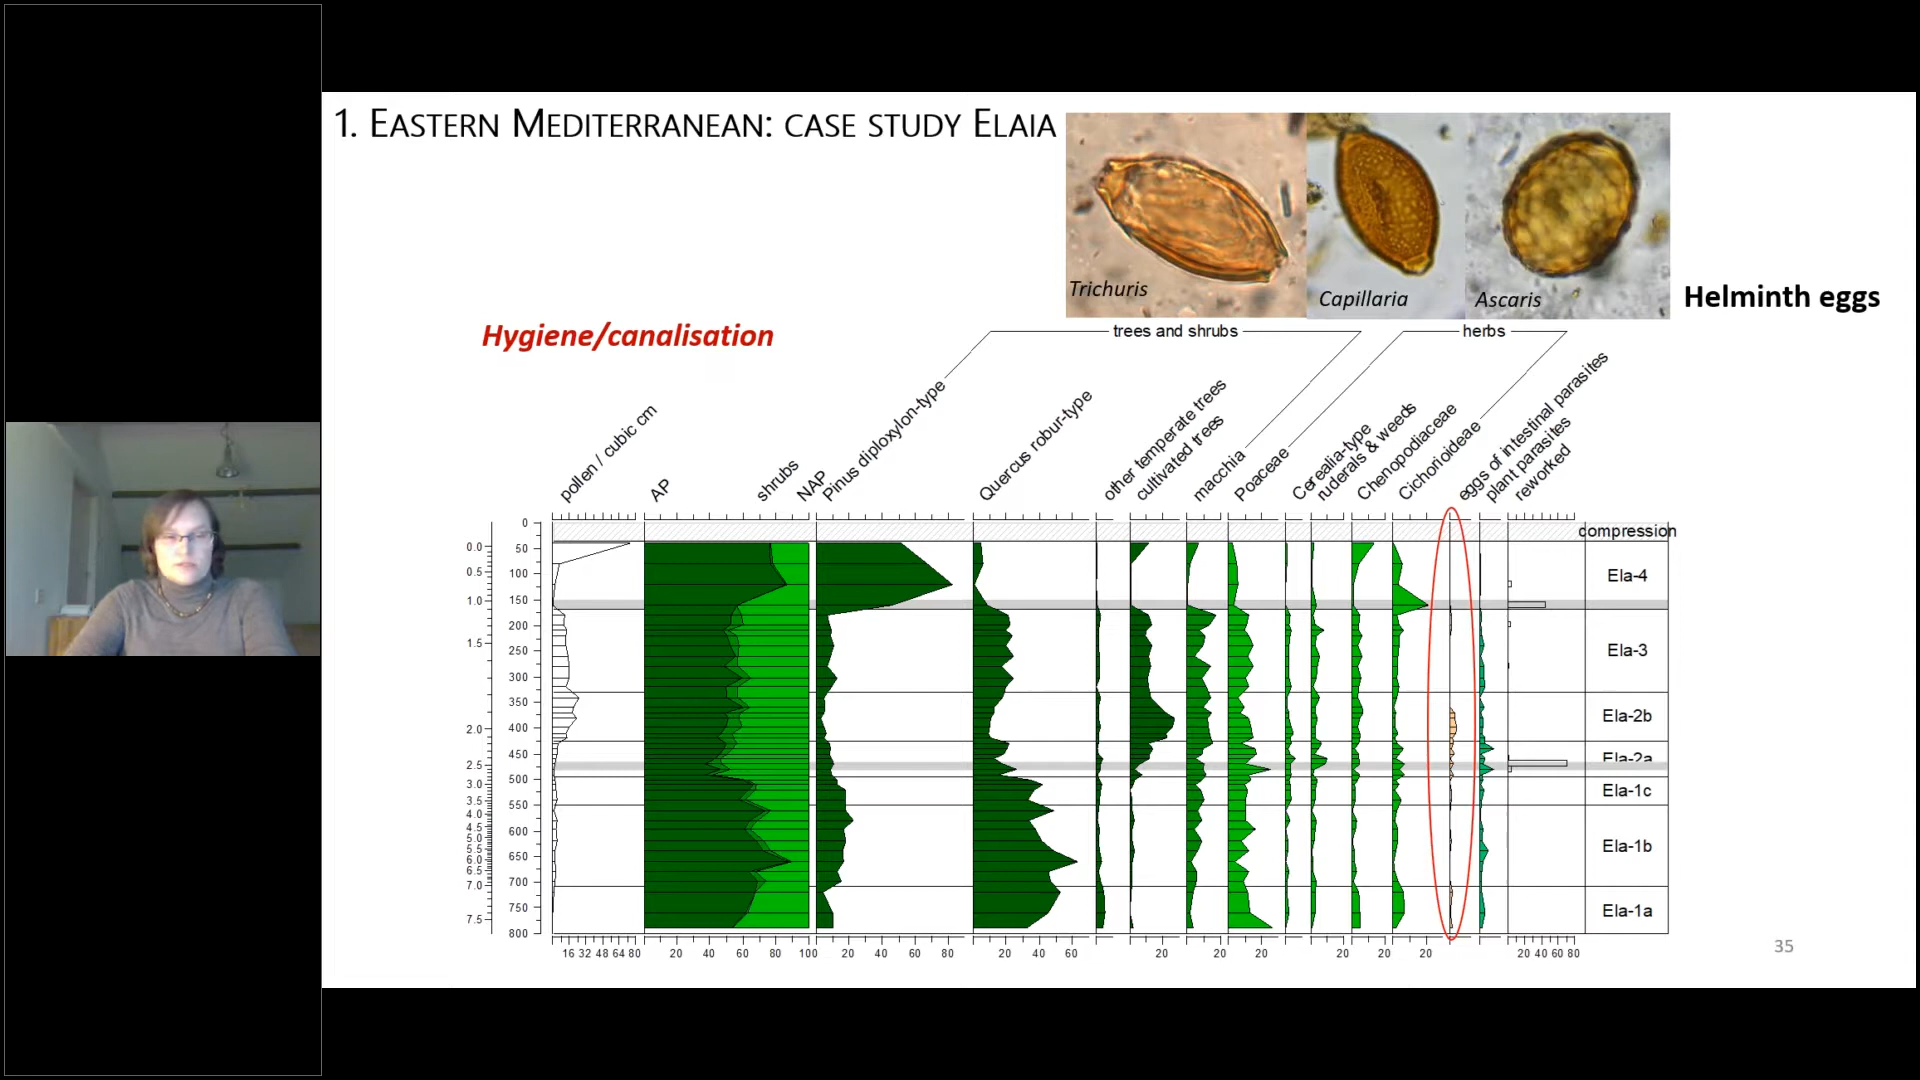 1. EASTERN MEDITERRANEAN: CASE STUDY ELAIA
Trichuris
Capillaria
Ascaris
Helminth eggs
Hygiene/canalisation
trees and shrubs
herbs
pollen / cubic cm
AP
shrubs
NAP
Pinus diploxylon-type
Quercus robur-type
other temperate trees
cultivated trees
macchia
Poaceae
Cerealia-type
ruderals & weeds
Chenopodiaceae
Cichorioideae
eggs of intestinal parasites
plant parasites
reworked
0
compression
0.0
50
0.5
100
Ela-4
1.0
150
200
1.5
250
Ela-3
300
350
Ela-2b
2.0
400
450
Ela-2a
2.5
500
3.0
Ela-1c
3.5
550
4.0
4.5
600
5.0
5.5
Ela-1b
6.0
650
6.5
7.0
700
750
Ela-1a
7.5
800
16 32 48 64 80
20 40 60 80 100
20 40 60 80
20 40 60
20
20
20
20
20
20
20 40 60 80
35